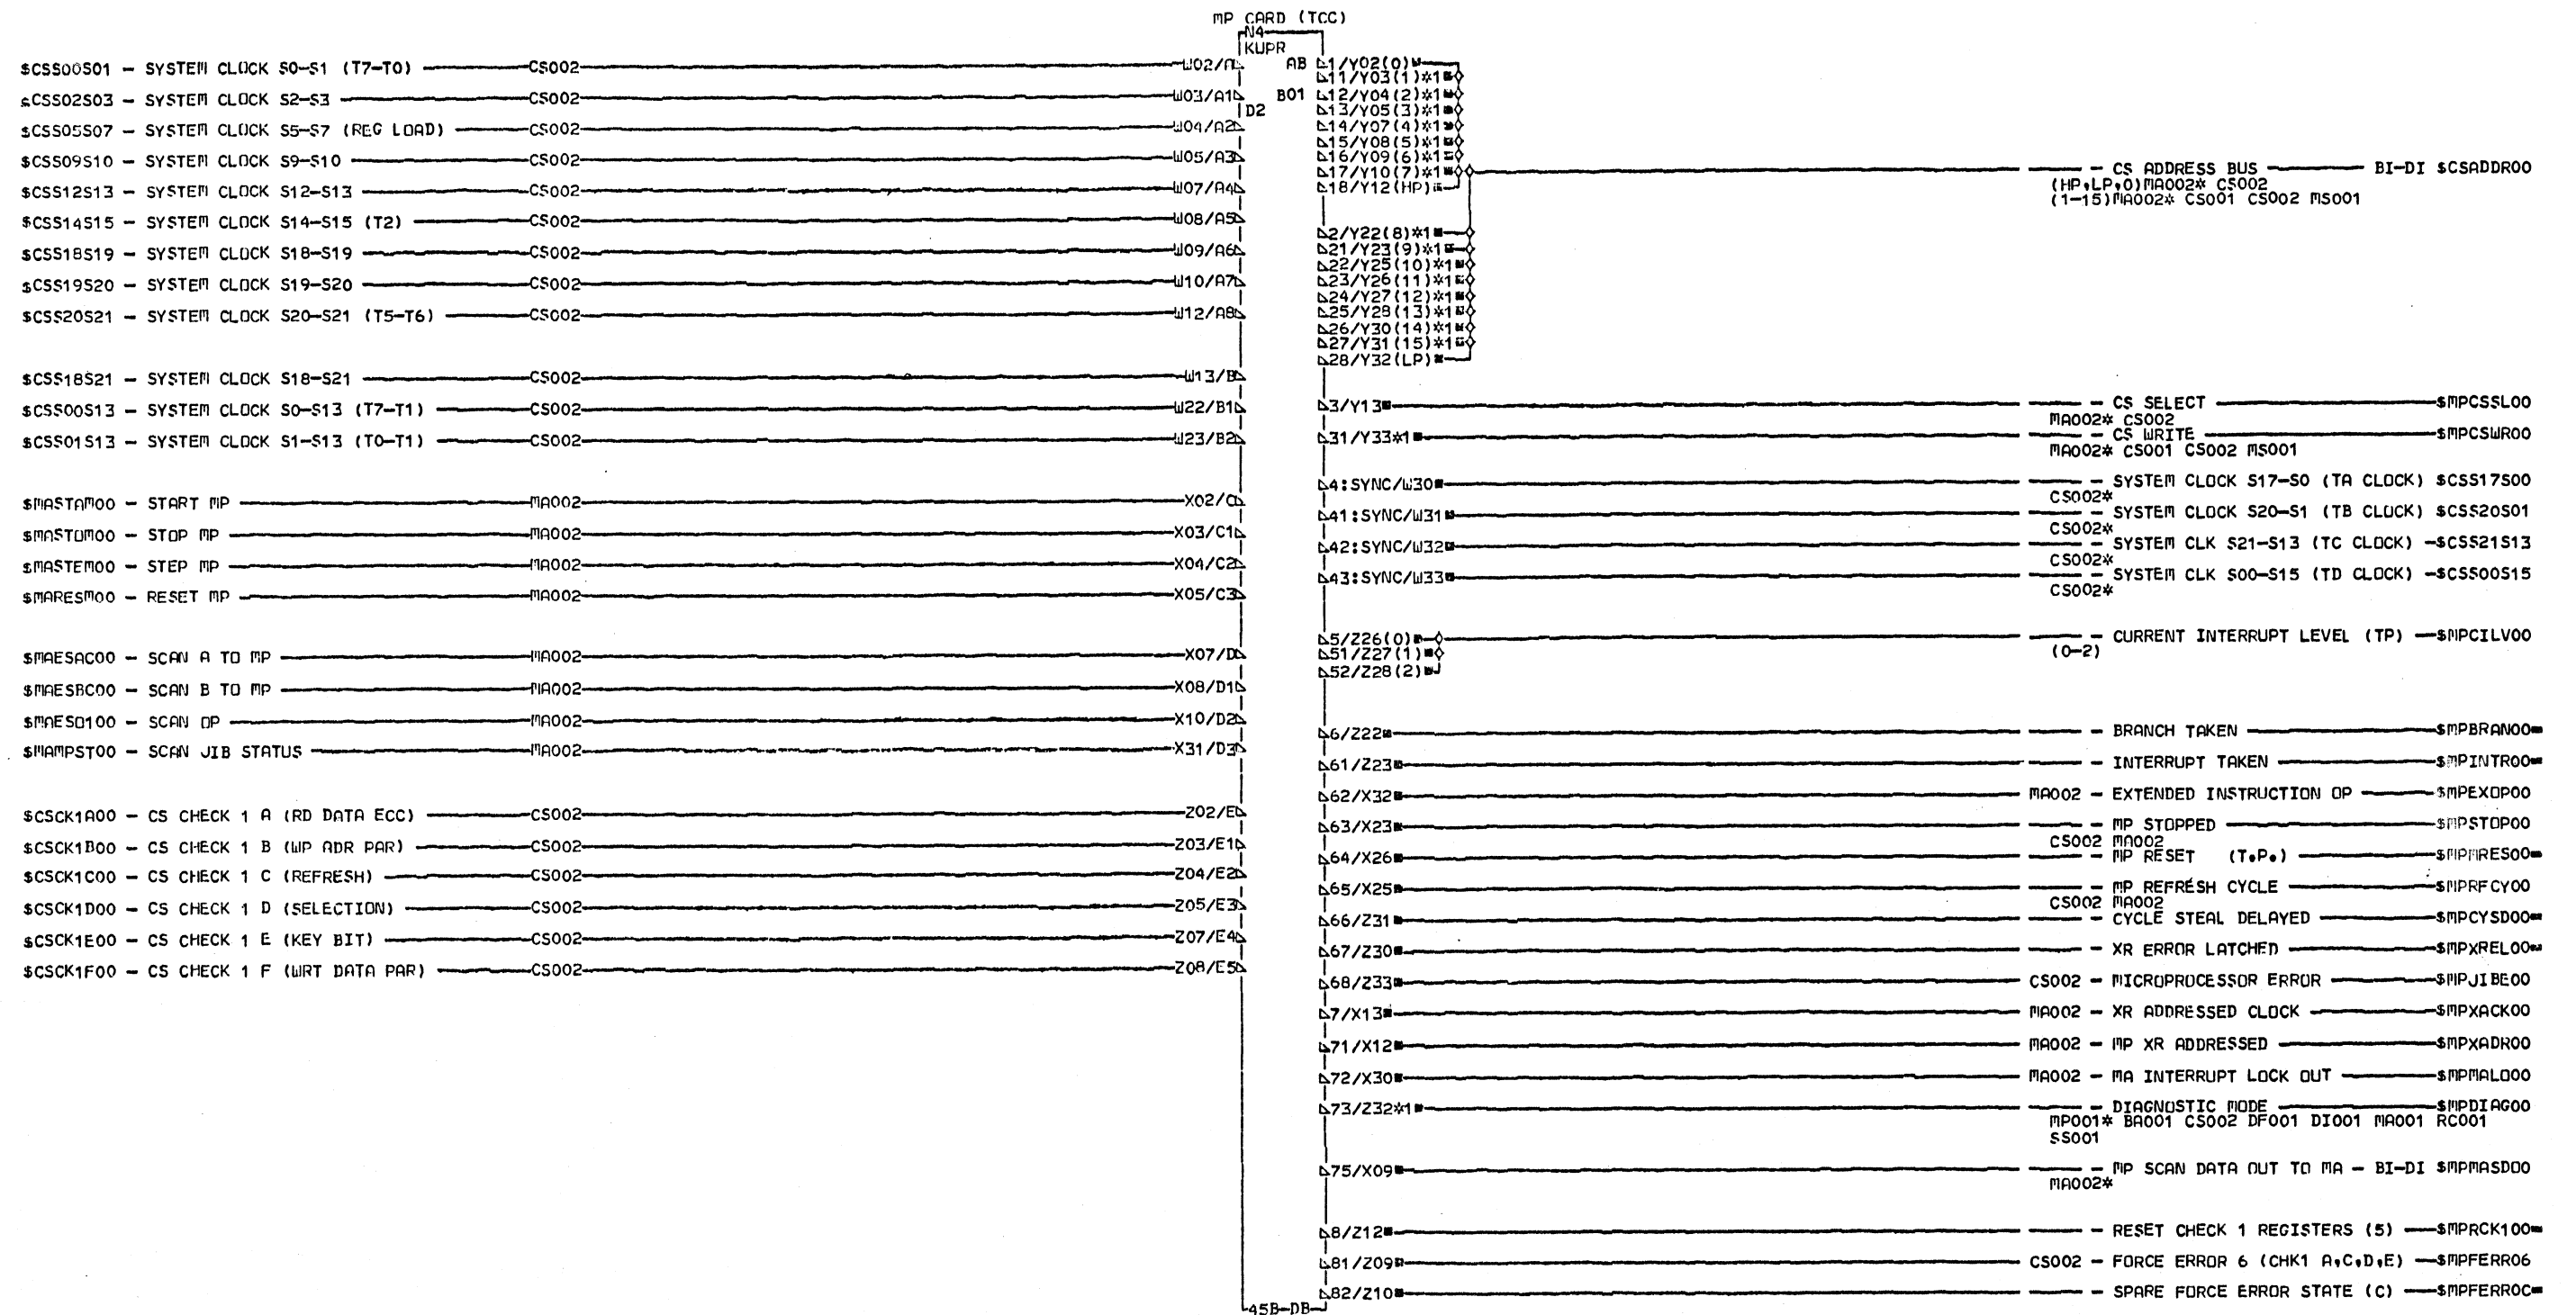 MP CARD (TCC)
N4
KUPR
AB
B01
D2
$CSS00S01 - SYSTEM CLOCK S0-S1 (T7-T0) CS002 W02/A
$CSS02S03 - SYSTEM CLOCK S2-S3 CS002 W03/A1
$CSS05S07 - SYSTEM CLOCK S5-S7 (REG LOAD) CS002 W04/A2
$CSS09S10 - SYSTEM CLOCK S9-S10 CS002 W05/A3
$CSS12S13 - SYSTEM CLOCK S12-S13 CS002 W07/A4
$CSS14S15 - SYSTEM CLOCK S14-S15 (T2) CS002 W08/A5
$CSS18S19 - SYSTEM CLOCK S18-S19 CS002 W09/A6
$CSS19S20 - SYSTEM CLOCK S19-S20 CS002 W10/A7
$CSS20S21 - SYSTEM CLOCK S20-S21 (T5-T6) CS002 W12/A8
$CSS18S21 - SYSTEM CLOCK S18-S21 CS002 W13/B
$CSS00S13 - SYSTEM CLOCK S0-S13 (T7-T1) CS002 W22/B1
$CSS01S13 - SYSTEM CLOCK S1-S13 (T0-T1) CS002 W23/B2
$MASTAM00 - START MP MA002 X02/C
$MASTOM00 - STOP MP MA002 X03/C1
$MASTEM00 - STEP MP MA002 X04/C2
$MARESM00 - RESET MP MA002 X05/C3
$MAESAC00 - SCAN A TO MP MA002 X07/D
$MAESBC00 - SCAN B TO MP MA002 X08/D1
$MAESO100 - SCAN OP MA002 X10/D2
$MAMPST00 - SCAN JIB STATUS MA002 X31/D3
$CSCK1A00 - CS CHECK 1 A (RD DATA ECC) CS002 Z02/E
$CSCK1B00 - CS CHECK 1 B (WP ADR PAR) CS002 Z03/E1
$CSCK1C00 - CS CHECK 1 C (REFRESH) CS002 Z04/E2
$CSCK1D00 - CS CHECK 1 D (SELECTION) CS002 Z05/E3
$CSCK1E00 - CS CHECK 1 E (KEY BIT) CS002 Z07/E4
$CSCK1F00 - CS CHECK 1 F (WRT DATA PAR) CS002 Z08/E5
1/Y02(0)
11/Y03(1)*1
12/Y04(2)*1
13/Y05(3)*1
14/Y07(4)*1
15/Y08(5)*1
16/Y09(6)*1
17/Y10(7)*1
18/Y12(HP)
- CS ADDRESS BUS BI-DI $CSADDR00
(HP,LP,0)MA002* CS002
(1-15)MA002* CS001 CS002 MS001
2/Y22(8)*1
21/Y23(9)*1
22/Y25(10)*1
23/Y26(11)*1
24/Y27(12)*1
25/Y28(13)*1
26/Y30(14)*1
27/Y31(15)*1
28/Y32(LP)
3/Y13 - CS SELECT $MPCSSL00
MA002* CS002
31/Y33*1 - CS WRITE $MPCSWR00
MA002* CS001 CS002 MS001
4:SYNC/W30 - SYSTEM CLOCK S17-S0 (TA CLOCK) $CSS17S00
CS002*
41:SYNC/W31 - SYSTEM CLOCK S20-S1 (TB CLOCK) $CSS20S01
CS002*
42:SYNC/W32 - SYSTEM CLK S21-S13 (TC CLOCK) -$CSS21S13
CS002*
43:SYNC/W33 - SYSTEM CLK S00-S15 (TD CLOCK) -$CSS00S15
CS002*
5/Z26(0) - CURRENT INTERRUPT LEVEL (TP) $MPCILV00
(0-2)
51/Z27(1)
52/Z28(2)
6/Z22 - BRANCH TAKEN $MPBRAN00
61/Z23 - INTERRUPT TAKEN $MPINTR00
62/X32 MA002 - EXTENDED INSTRUCTION OP $MPEXOP00
63/X23 - MP STOPPED $MPSTOP00
CS002 MA002
64/X26 - MP RESET (T.P.) $MPMRES00
65/X25 - MP REFRESH CYCLE $MPRFCY00
CS002 MA002
66/Z31 - CYCLE STEAL DELAYED $MPCYSD00
67/Z30 - XR ERROR LATCHED $MPXREL00
68/Z33 CS002 - MICROPROCESSOR ERROR $MPJIBE00
7/X13 MA002 - XR ADDRESSED CLOCK $MPXACK00
71/X12 MA002 - MP XR ADDRESSED $MPXADR00
72/X30 MA002 - MA INTERRUPT LOCK OUT $MPMALO00
73/Z32*1 - DIAGNOSTIC MODE $MPDIAG00
MP001* BA001 CS002 DF001 DI001 MA001 RC001
SS001
75/X09 - MP SCAN DATA OUT TO MA - BI-DI $MPMASD00
MA002*
8/Z12 - RESET CHECK 1 REGISTERS (5) $MPRCK100
81/Z09 CS002 - FORCE ERROR 6 (CHK1 A,C,D,E) $MPFERR06
82/Z10 - SPARE FORCE ERROR STATE (C) $MPFERR0C
45B-DB